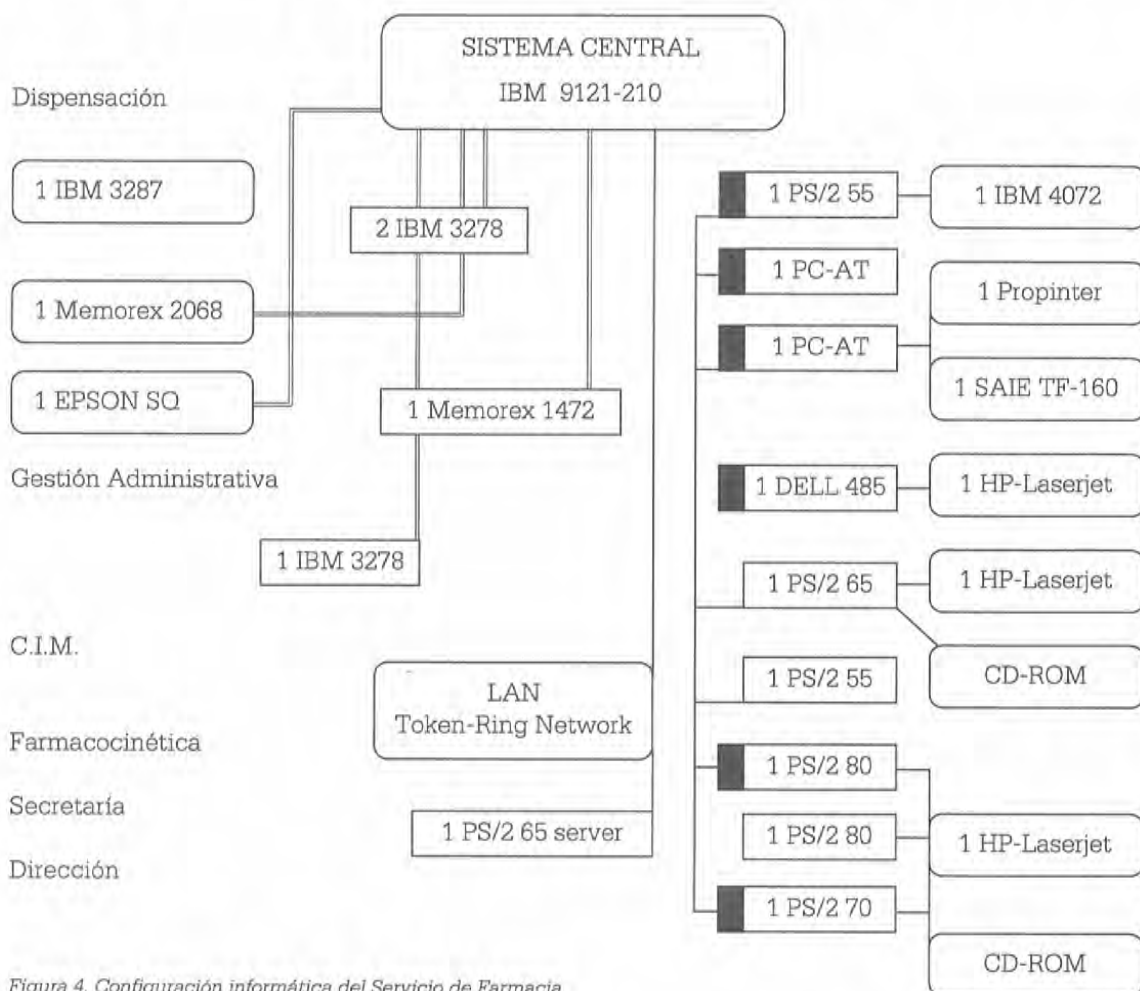 SISTEMA CENTRAL
IBM 9121-210
Dispensación
1 IBM 3287
2 IBM 3278
1 Memorex 2068
1 EPSON SQ
1 Memorex 1472
Gestión Administrativa
1 IBM 3278
C.I.M.
LAN
Token-Ring Network
Farmacocinética
Secretaría
1 PS/2 65 server
Dirección
1 PS/2 55
1 IBM 4072
1 PC-AT
1 Propinter
1 PC-AT
1 SAIE TF-160
1 DELL 485
1 HP-Laserjet
1 PS/2 65
1 HP-Laserjet
CD-ROM
1 PS/2 55
1 PS/2 80
1 PS/2 80
1 HP-Laserjet
1 PS/2 70
CD-ROM
Figura 4. Configuración informática del Servicio de Farmacia